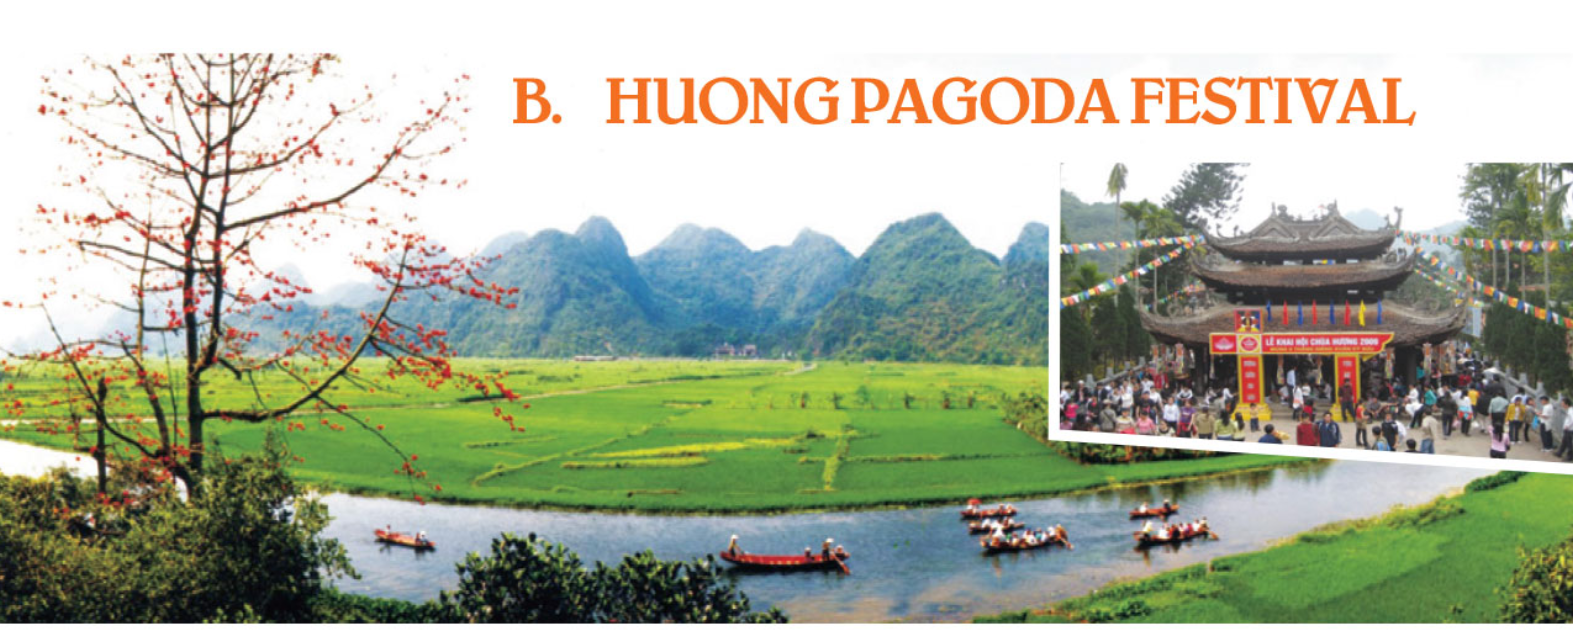 B. HUONG PAGODA FESTIVAL
LỄ KHAI HỘI CHÙA HƯƠNG 2009